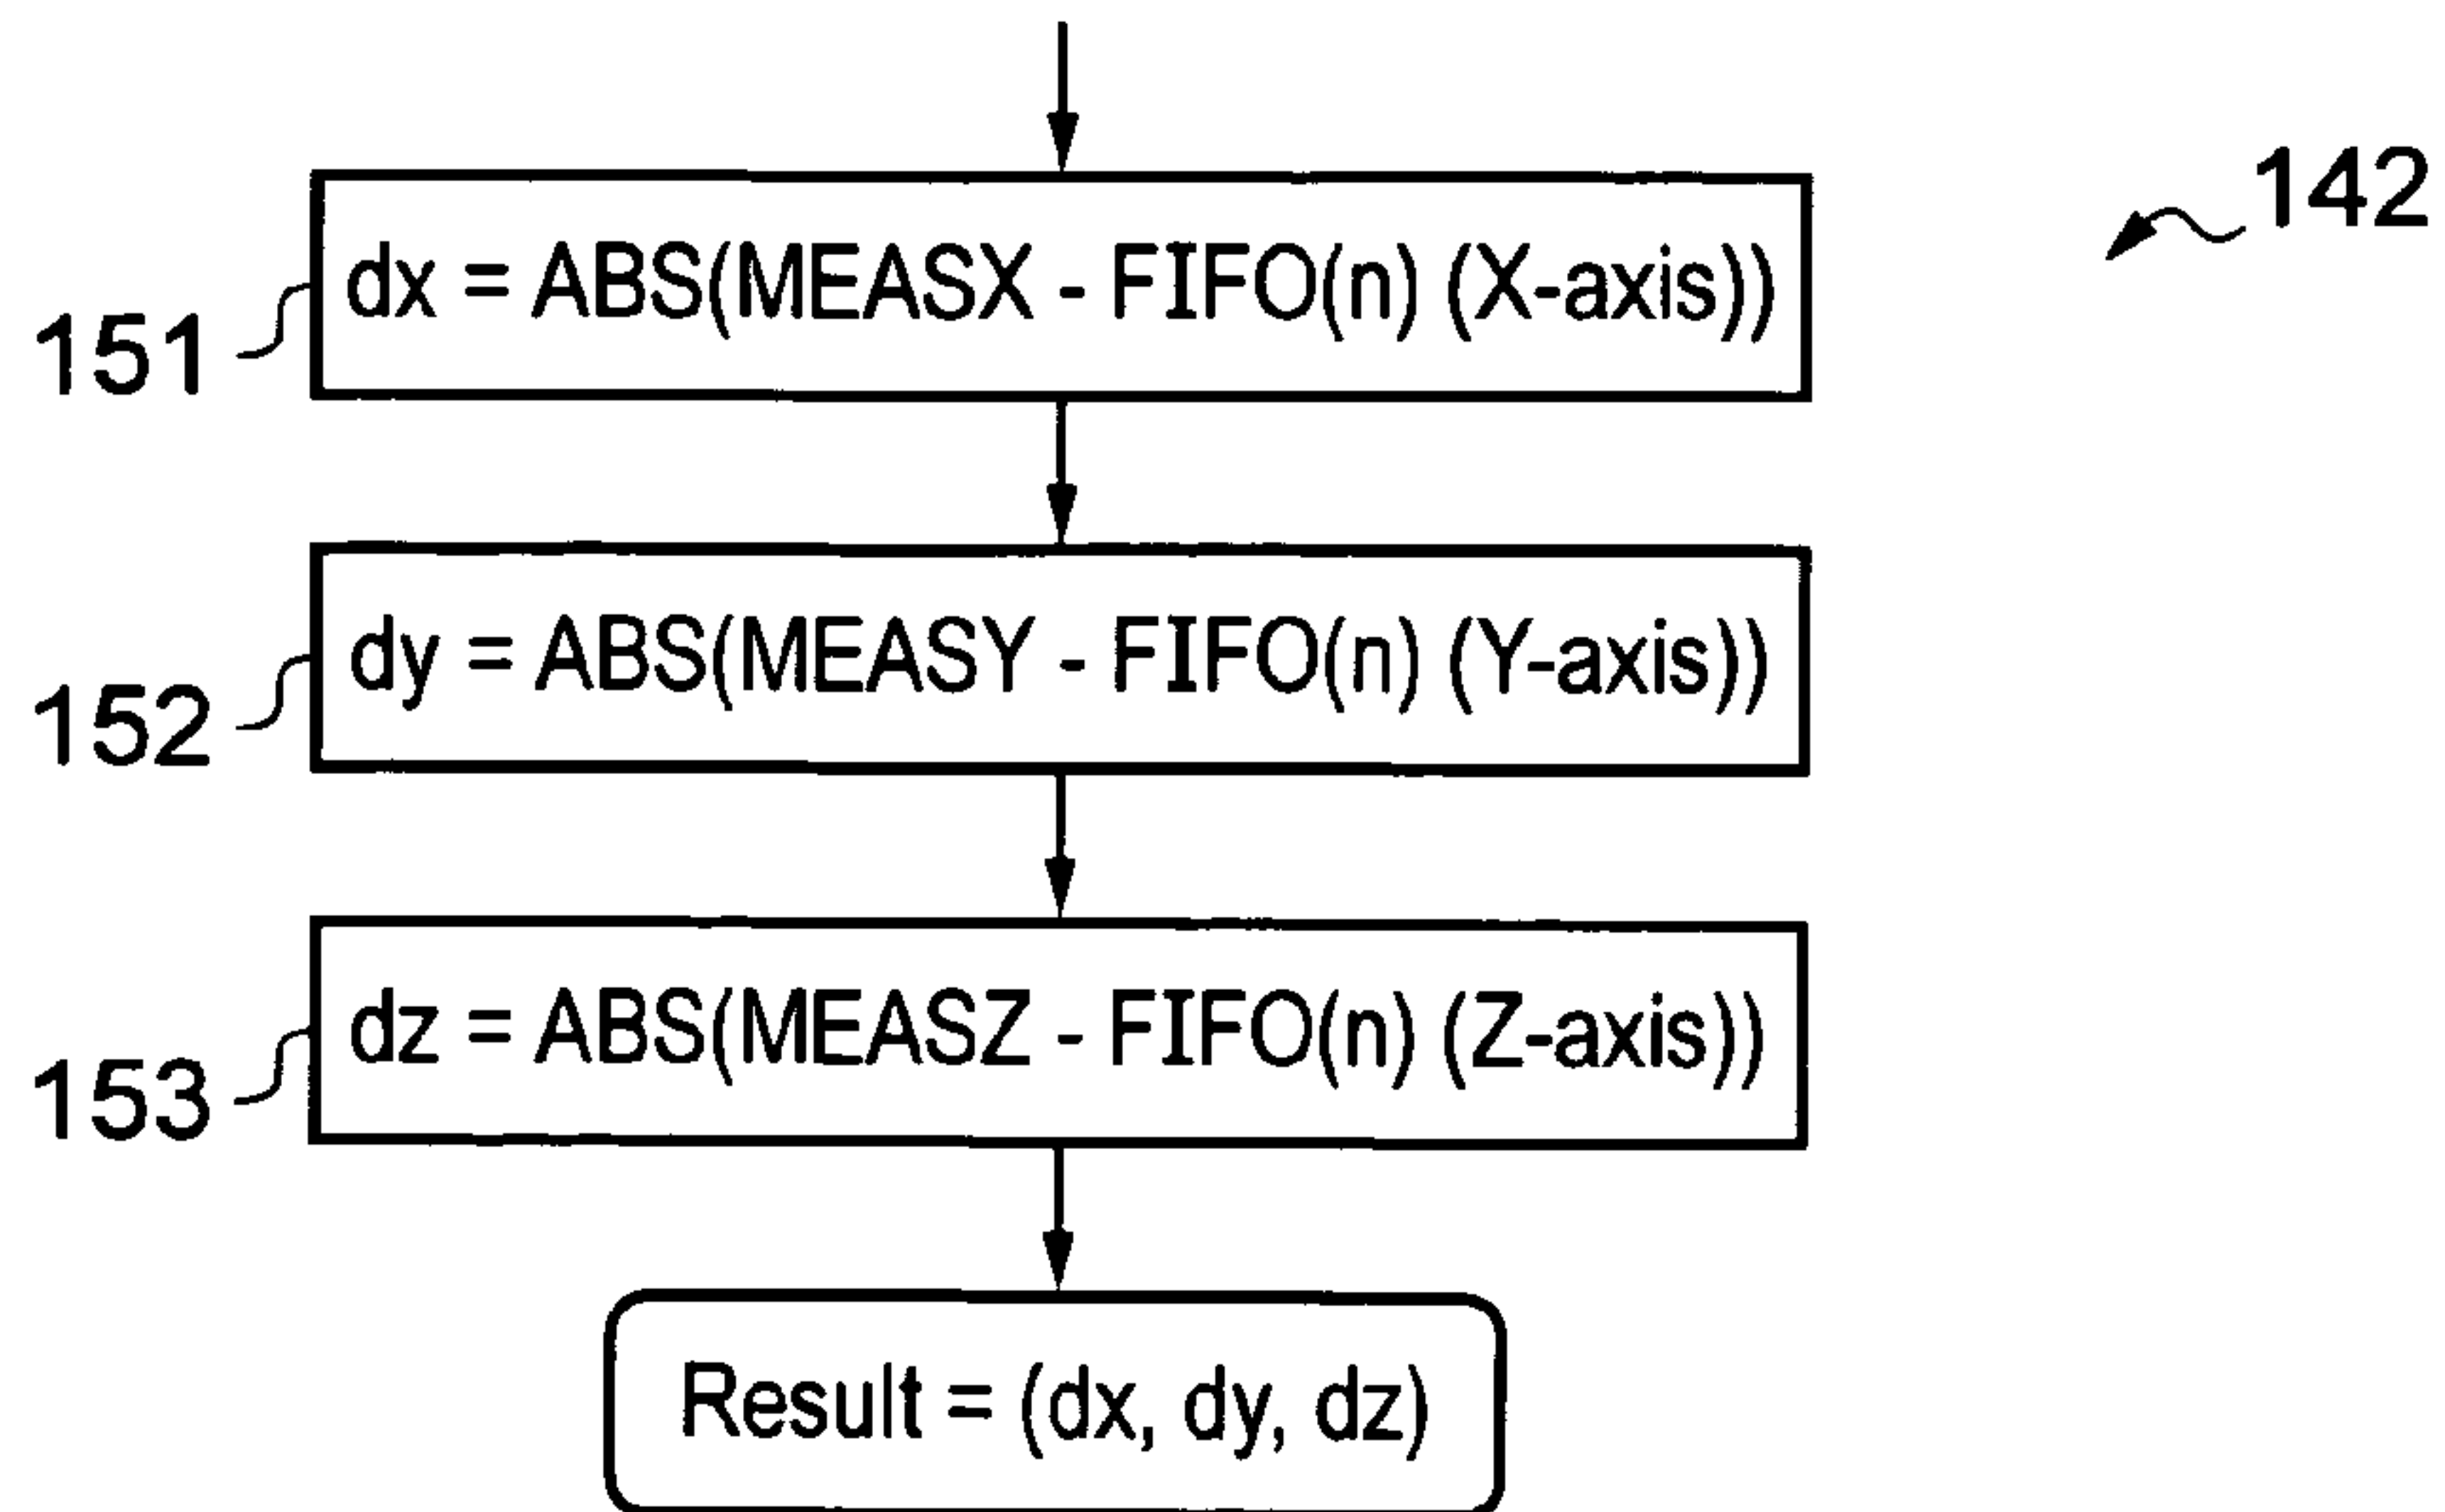 142
151
dx = ABS(MEASX - FIFO(n) (X-axis))
152
dy = ABS(MEASY - FIFO(n) (Y-axis))
153
dz = ABS(MEASZ - FIFO(n) (Z-axis))
Result = (dx, dy, dz)